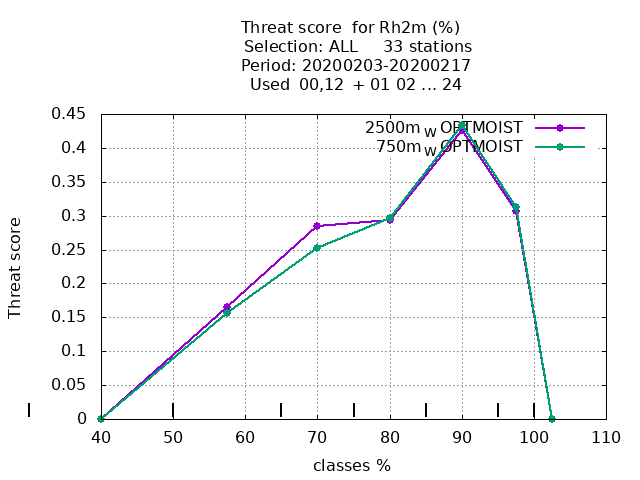 Threat score  for Rh2m (%)
Selection: ALL     33 stations
Period: 20200203-20200217
Used  00,12  + 01 02 ... 24
2500m W OPTMOIST
750m W OPTMOIST
0.45
0.4
0.35
0.3
0.25
0.2
0.15
0.1
0.05
0
Threat score
40 50 60 70 80 90 100 110
classes %